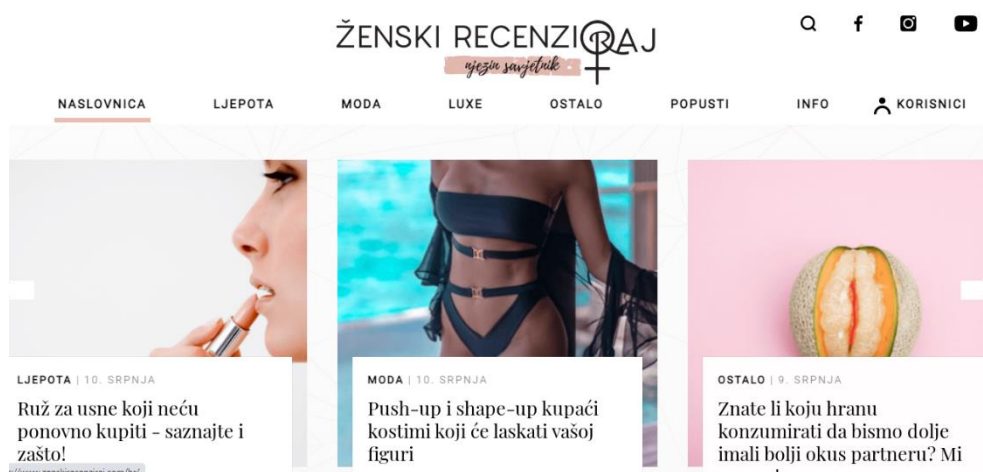 ŽENSKI RECENZIRAJ
njezin savjetnik
NASLOVNICA LJEPOTA MODA LUXE OSTALO POPUSTI INFO KORISNICI
LJEPOTA | 10. SRPNJA
Ruž za usne koji neću
ponovno kupiti - saznajte i
zašto!
MODA | 10. SRPNJA
Push-up i shape-up kupaći
kostimi koji će laskati vašoj
figuri
OSTALO | 9. SRPNJA
Znate li koju hranu
konzumirati da bismo dolje
imali bolji okus partneru? Mi